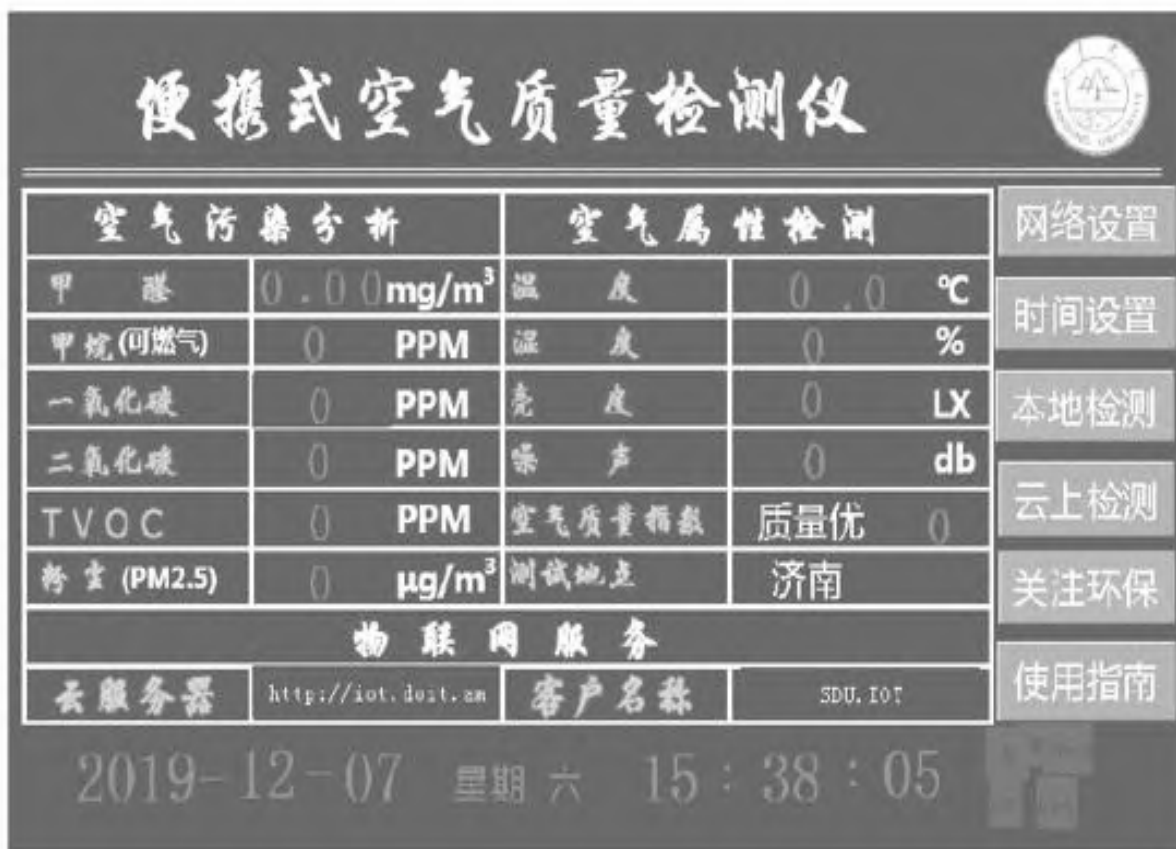 便携式空气质量检测仪
空气污染分析 空气属性检测 网络设置
甲醛 0.00 mg/m³ 温度 0.0 ℃
时间设置
甲烷(可燃气) 0 PPM 湿度 0 %
一氧化碳 0 PPM 亮度 0 LX 本地检测
二氧化碳 0 PPM 噪声 0 db
TVOC 0 PPM 空气质量指数 质量优 0 云上检测
粉尘 (PM2.5) 0 μg/m³ 测试地点 济南 关注环保
物联网服务
云服务器 http://iot.doit.am 客户名称 SDU.IOT 使用指南
2019-12-07 星期六 15:38:05